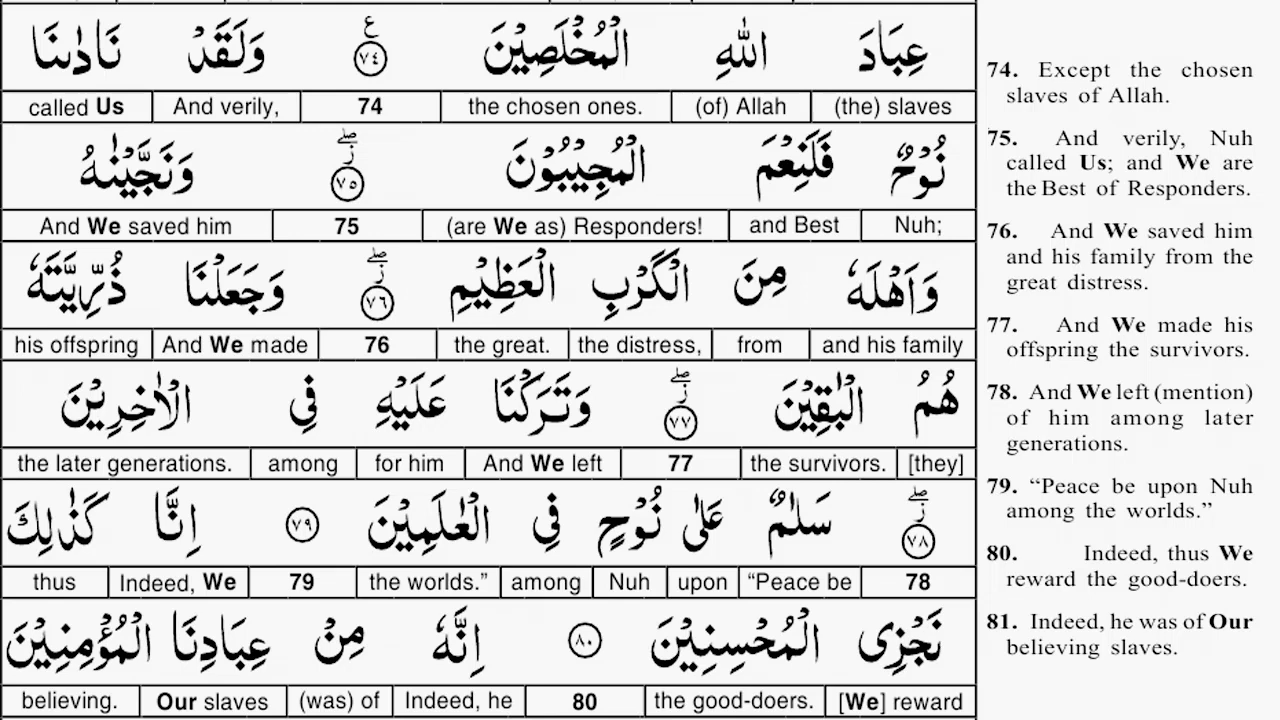 عِبَادَ اللّٰهِ الْمُخْلَصِيْنَ ﴿٧٤﴾ ع وَلَقَدْ نَادٰىنَا
(the) slaves (of) Allah the chosen ones. 74 And verily, called Us
نُوْحٌ فَلَنِعْمَ الْمُجِيْبُوْنَ ﴿٧٥﴾ وَنَجَّيْنٰهُ
Nuh; and Best (are We as) Responders! 75 And We saved him
وَاَهْلَهٗ مِنَ الْكَرْبِ الْعَظِيْمِ ﴿٧٦﴾ وَجَعَلْنَا ذُرِّيَّتَهٗ
and his family from the distress, the great. 76 And We made his offspring
هُمُ الْبٰقِيْنَ ﴿٧٧﴾ وَتَرَكْنَا عَلَيْهِ فِي الْاٰخِرِيْنَ
[they] the survivors. 77 And We left for him among the later generations.
﴿٧٨﴾ سَلٰمٌ عَلٰى نُوْحٍ فِي الْعٰلَمِيْنَ ﴿٧٩﴾ اِنَّا كَذٰلِكَ
78 “Peace be upon Nuh among the worlds.” 79 Indeed, We thus
نَجْزِى الْمُحْسِنِيْنَ ﴿٨٠﴾ اِنَّهٗ مِنْ عِبَادِنَا الْمُؤْمِنِيْنَ
[We] reward the good-doers. 80 Indeed, he (was) of Our slaves believing.
74. Except the chosen
slaves of Allah.
75. And verily, Nuh
called Us; and We are
the Best of Responders.
76. And We saved him
and his family from the
great distress.
77. And We made his
offspring the survivors.
78. And We left (mention)
of him among later
generations.
79. “Peace be upon Nuh
among the worlds.”
80. Indeed, thus We
reward the good-doers.
81. Indeed, he was of Our
believing slaves.